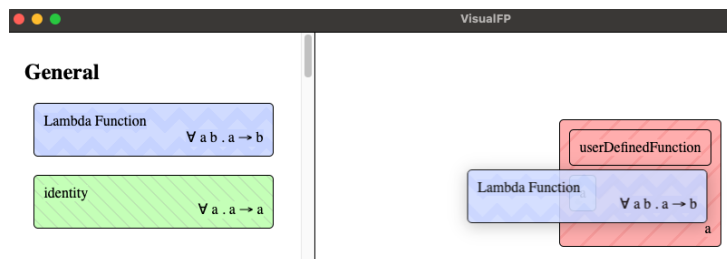 VisualFP
General
Lambda Function
∀ a b . a → b
identity
∀ a . a → a
userDefinedFunction
Lambda Function
a
∀ a b . a → b
a